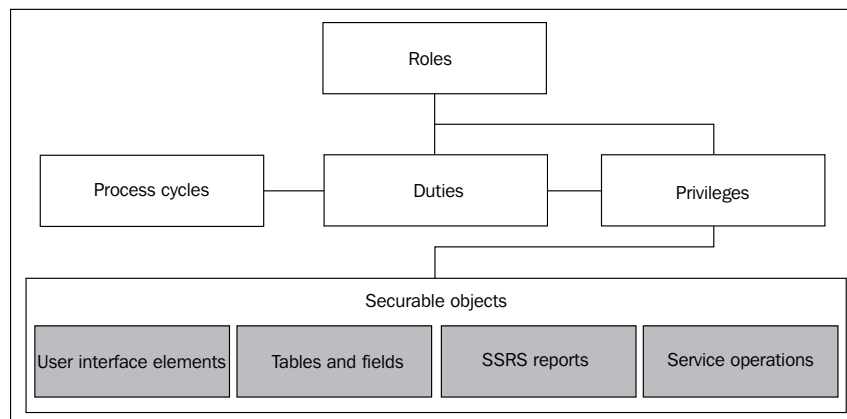 Roles
Process cycles
Duties
Privileges
Securable objects
User interface elements
Tables and fields
SSRS reports
Service operations